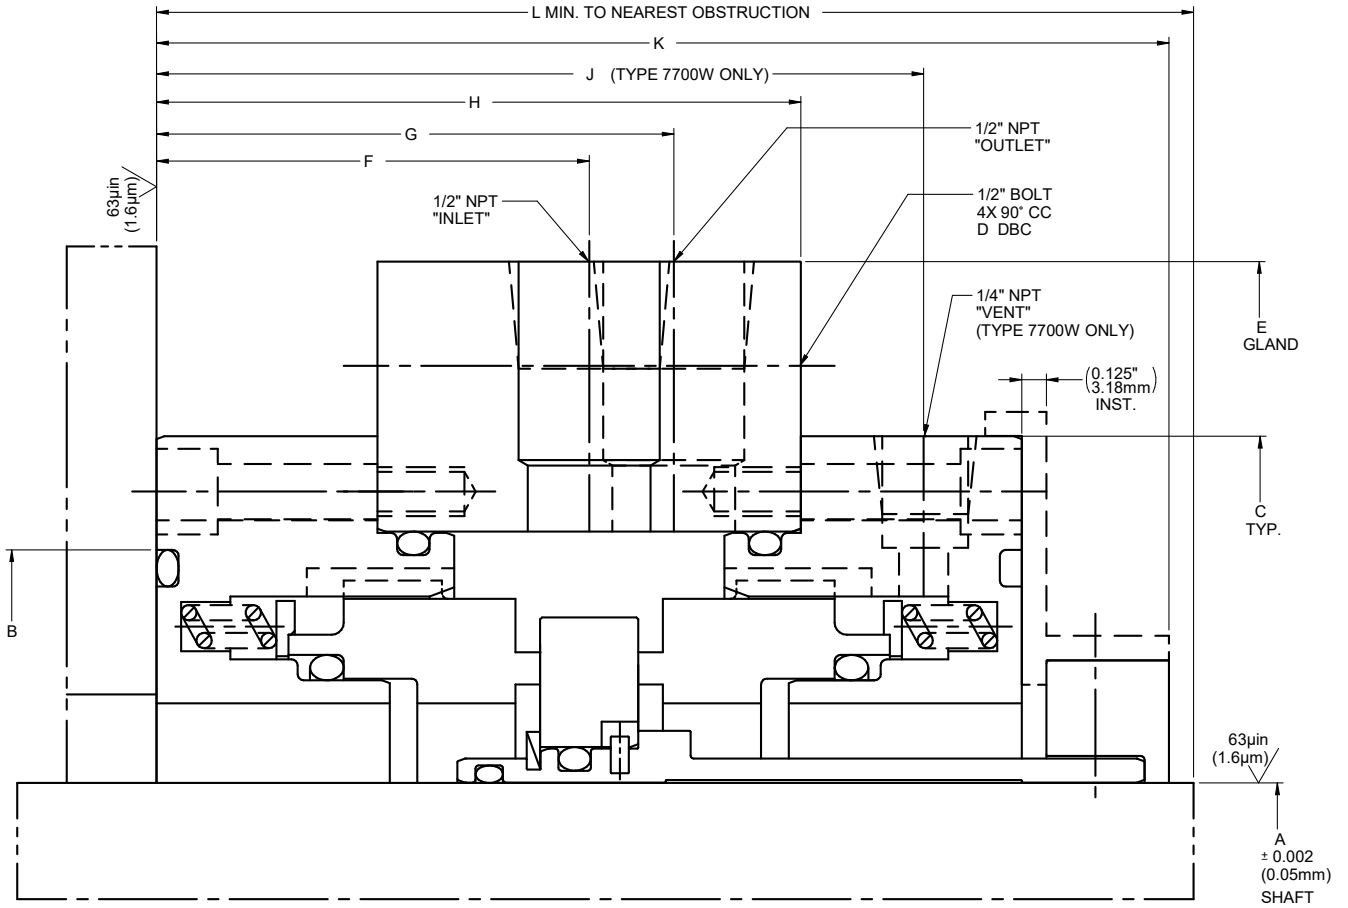 L MIN. TO NEAREST OBSTRUCTION
K
J (TYPE 7700W ONLY)
H
G
F
1/2" NPT
"OUTLET"
63µin
(1.6µm)
1/2" NPT
"INLET"
1/2" BOLT
4X 90° CC
D DBC
1/4" NPT
"VENT"
(TYPE 7700W ONLY)
E
GLAND
(0.125"
3.18mm)
INST.
C
TYP.
B
63µin
(1.6µm)
A
± 0.002
(0.05mm)
SHAFT